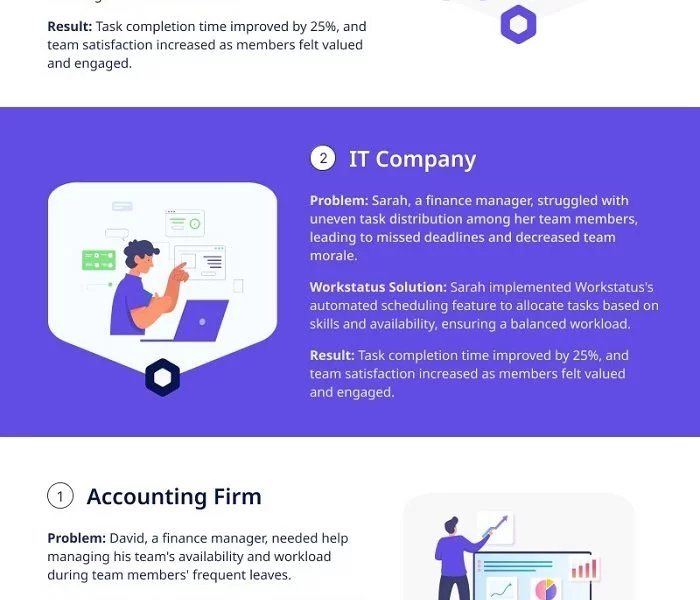 Result: Task completion time improved by 25%, and
team satisfaction increased as members felt valued
and engaged.
2
IT Company
Problem: Sarah, a finance manager, struggled with
uneven task distribution among her team members,
leading to missed deadlines and decreased team
morale.
Workstatus Solution: Sarah implemented Workstatus's
automated scheduling feature to allocate tasks based on
skills and availability, ensuring a balanced workload.
Result: Task completion time improved by 25%, and
team satisfaction increased as members felt valued
and engaged.
1
Accounting Firm
Problem: David, a finance manager, needed help
managing his team's availability and workload
during team members' frequent leaves.